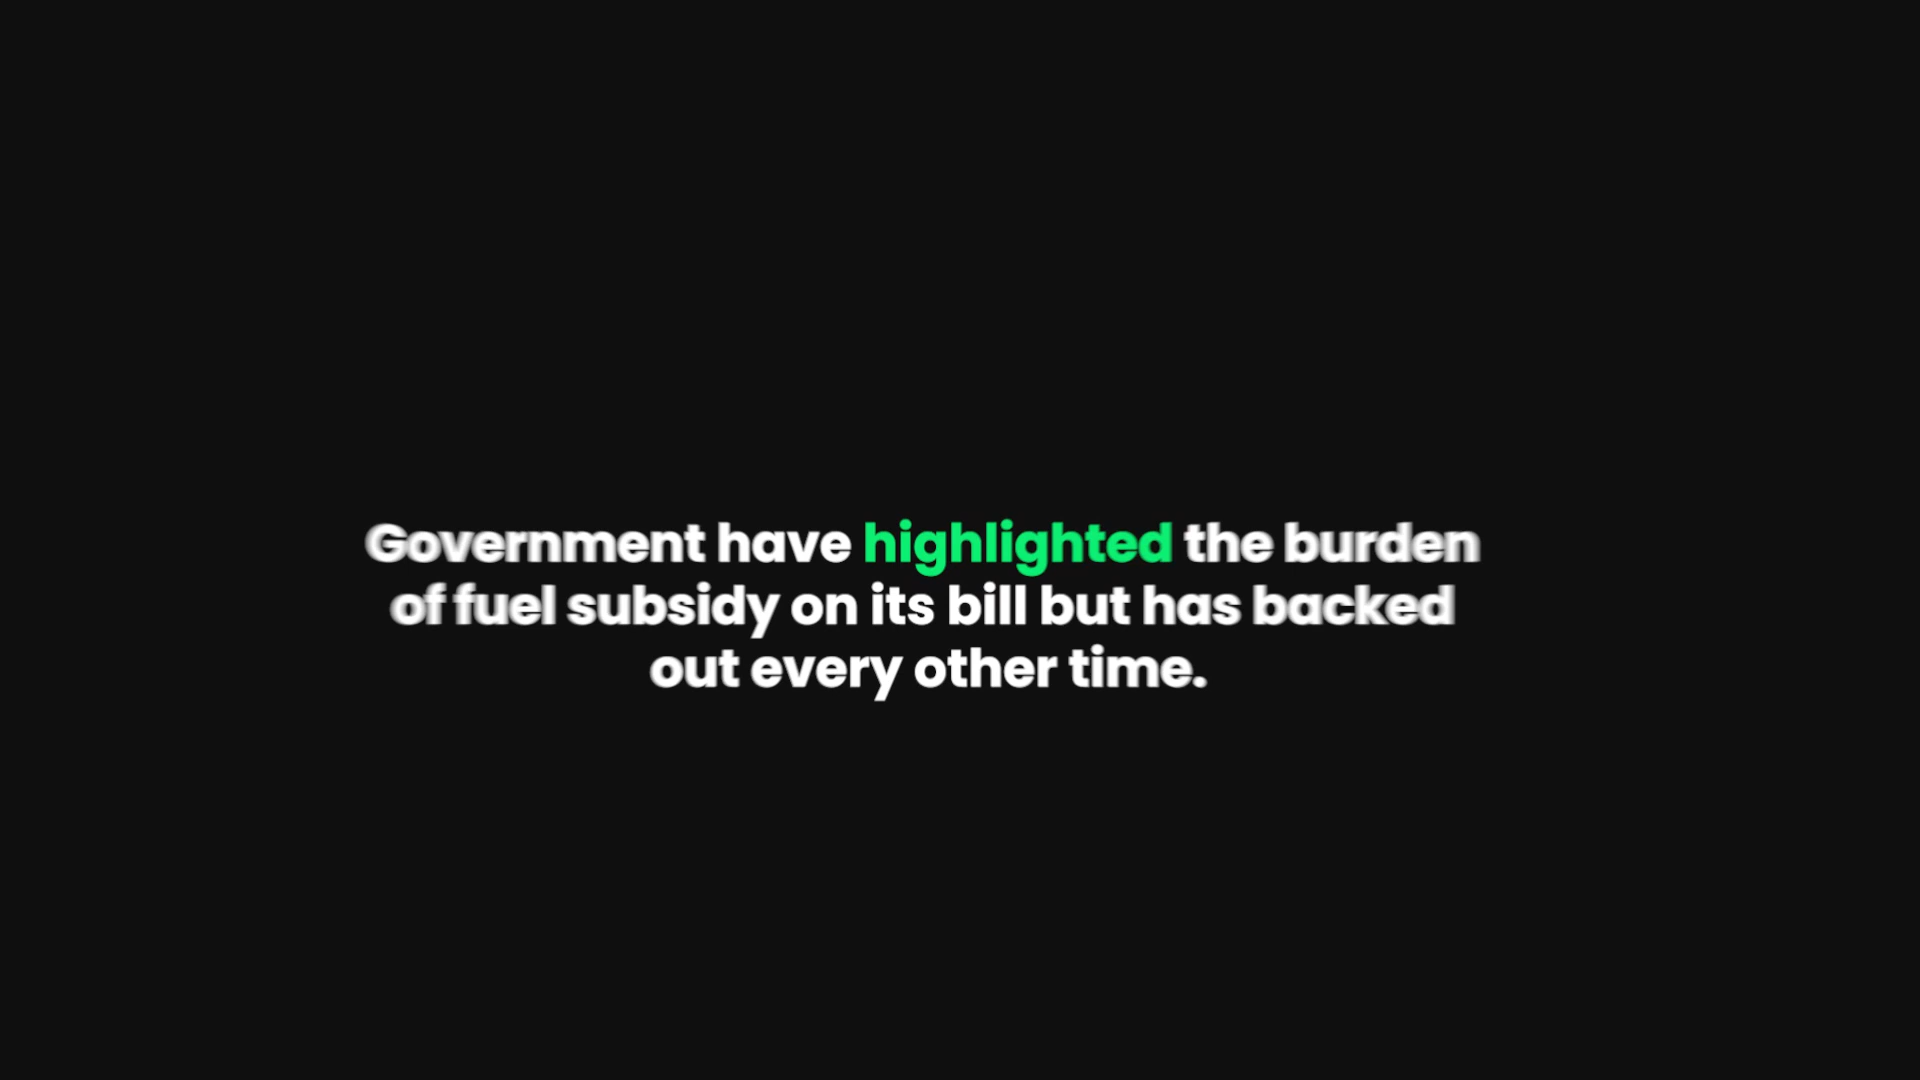 Government have highlighted the burden
of fuel subsidy on its bill but has backed
out every other time.